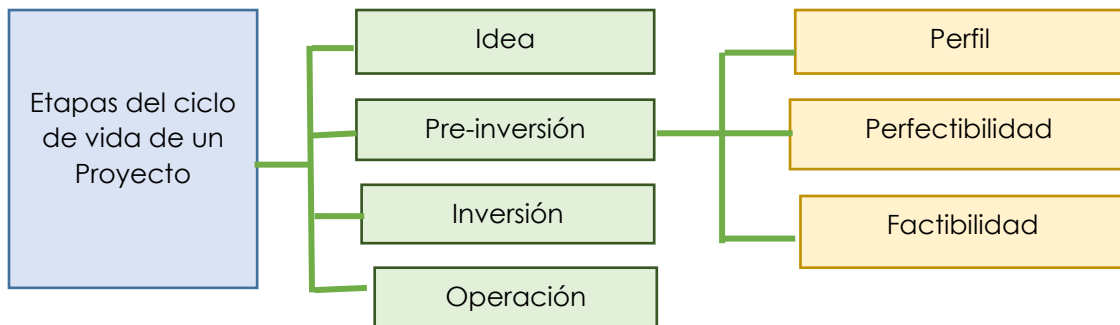 Etapas del ciclo
de vida de un
Proyecto
Idea
Pre-inversión
Inversión
Operación
Perfil
Perfectibilidad
Factibilidad